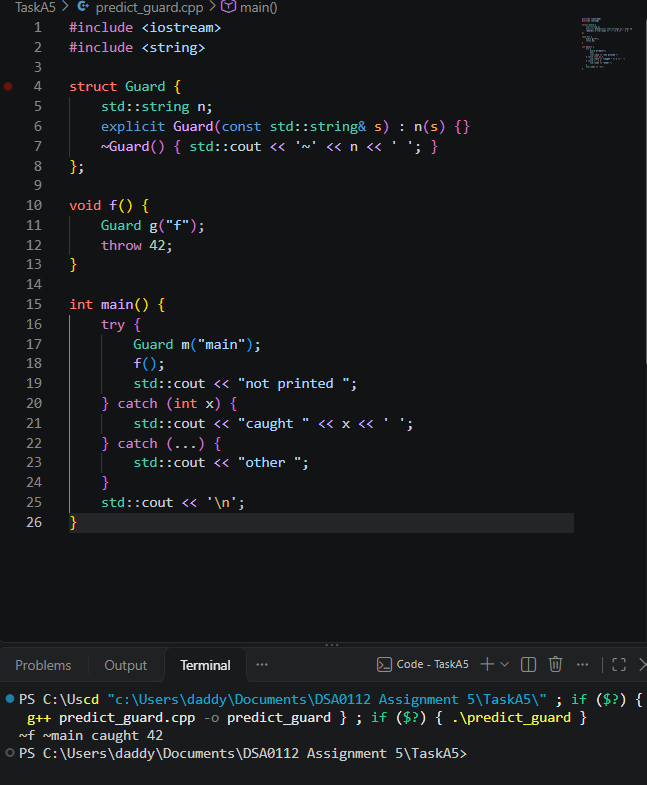 TaskA5 > predict_guard.cpp > main()
1 #include <iostream>
2 #include <string>
3
4 struct Guard {
5     std::string n;
6     explicit Guard(const std::string& s) : n(s) {}
7     ~Guard() { std::cout << '~' << n << ' '; }
8 };
9
10 void f() {
11     Guard g("f");
12     throw 42;
13 }
14
15 int main() {
16     try {
17         Guard m("main");
18         f();
19         std::cout << "not printed ";
20     } catch (int x) {
21         std::cout << "caught " << x << ' ';
22     } catch (...) {
23         std::cout << "other ";
24     }
25     std::cout << '\n';
26 }
Problems Output Terminal ··· Code - TaskA5
PS C:\Uscd "c:\Users\daddy\Documents\DSA0112 Assignment 5\TaskA5\" ; if ($?) {
 g++ predict_guard.cpp -o predict_guard } ; if ($?) { .\predict_guard }
~f ~main caught 42
PS C:\Users\daddy\Documents\DSA0112 Assignment 5\TaskA5>